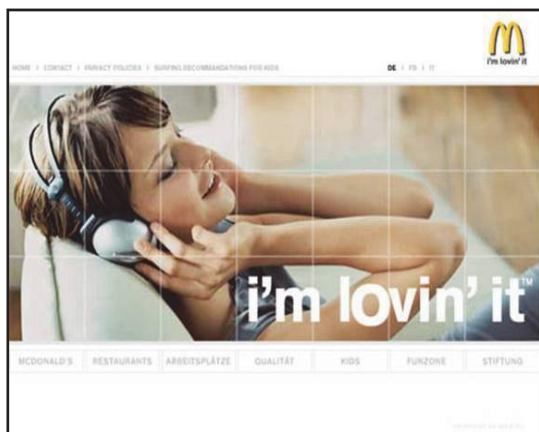 i'm lovin' it
HOME | CONTACT | PRIVACY POLICIES | SURFING RECOMMANDATIONS FOR KIDS DE | FR | IT
i'm lovin' it™
MCDONALD'S RESTAURANTS ARBEITSPLÄTZE QUALITÄT KIDS FUNZONE STIFTUNG